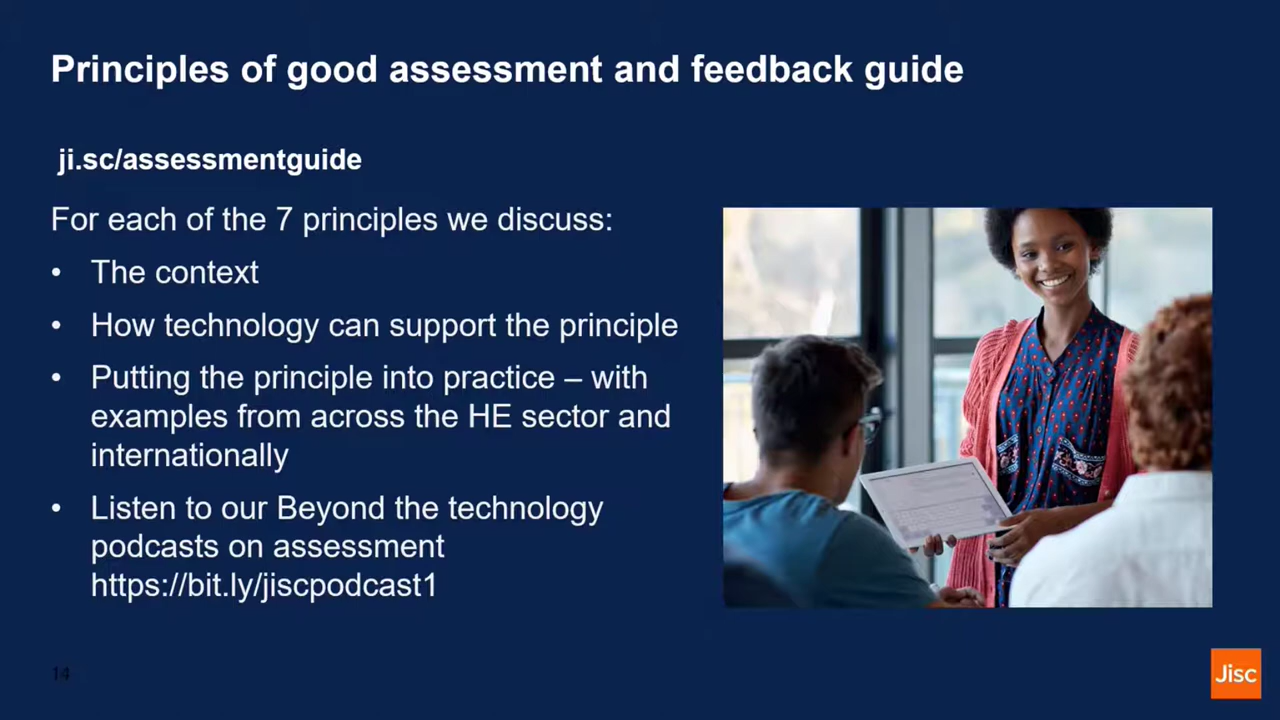 Principles of good assessment and feedback guide
ji.sc/assessmentguide
For each of the 7 principles we discuss:
• The context
• How technology can support the principle
• Putting the principle into practice – with
examples from across the HE sector and
internationally
• Listen to our Beyond the technology
podcasts on assessment
https://bit.ly/jiscpodcast1
14
Jisc